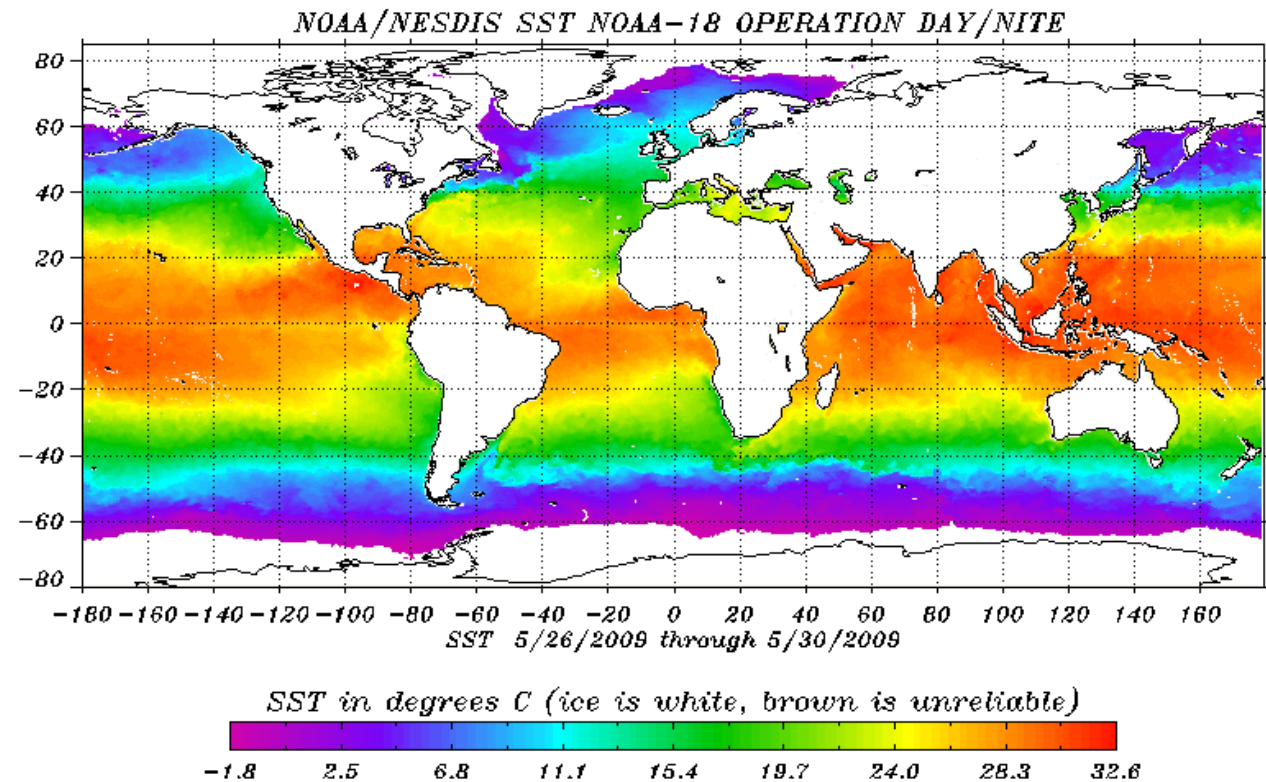 NOAA/NESDIS SST NOAA-18 OPERATION DAY/NITE
80
60
40
20
0
-20
-40
-60
-80
-180 -160 -140 -120 -100 -80 -60 -40 -20 0 20 40 60 80 100 120 140 160
SST 5/26/2009 through 5/30/2009
SST in degrees C (ice is white, brown is unreliable)
-1.8 2.5 6.8 11.1 15.4 19.7 24.0 28.3 32.6